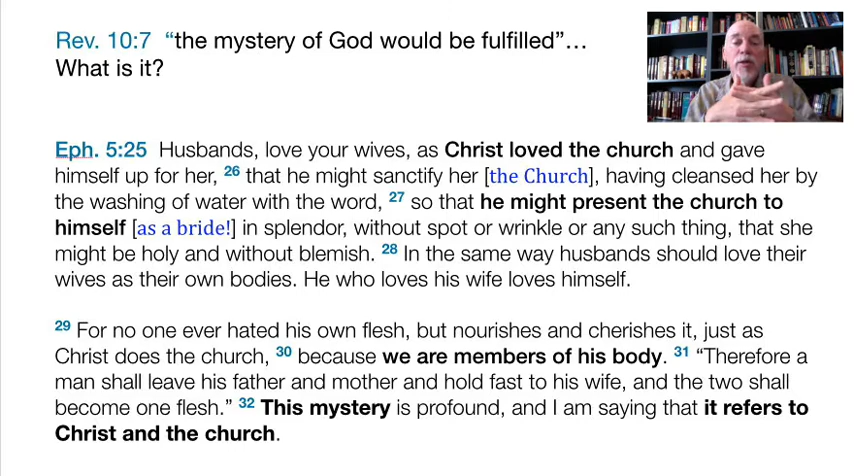 Rev. 10:7 “the mystery of God would be fulfilled”…
What is it?
Eph. 5:25 Husbands, love your wives, as Christ loved the church and gave
himself up for her, 26 that he might sanctify her [the Church], having cleansed her by
the washing of water with the word, 27 so that he might present the church to
himself [as a bride!] in splendor, without spot or wrinkle or any such thing, that she
might be holy and without blemish. 28 In the same way husbands should love their
wives as their own bodies. He who loves his wife loves himself.
29 For no one ever hated his own flesh, but nourishes and cherishes it, just as
Christ does the church, 30 because we are members of his body. 31 “Therefore a
man shall leave his father and mother and hold fast to his wife, and the two shall
become one flesh.” 32 This mystery is profound, and I am saying that it refers to
Christ and the church.